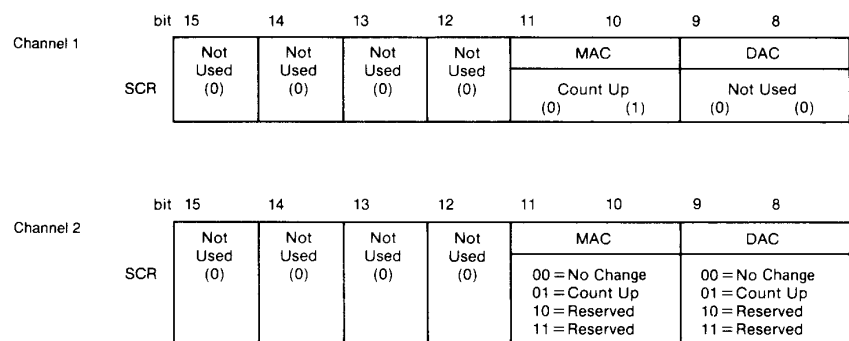 bit 15 14 13 12 11 10 9 8
Channel 1
SCR
Not Used (0) Not Used (0) Not Used (0) Not Used (0) MAC DAC
Count Up Not Used
(0) (1) (0) (0)
bit 15 14 13 12 11 10 9 8
Channel 2
SCR
Not Used (0) Not Used (0) Not Used (0) Not Used (0) MAC DAC
00 = No Change 00 = No Change
01 = Count Up 01 = Count Up
10 = Reserved 10 = Reserved
11 = Reserved 11 = Reserved